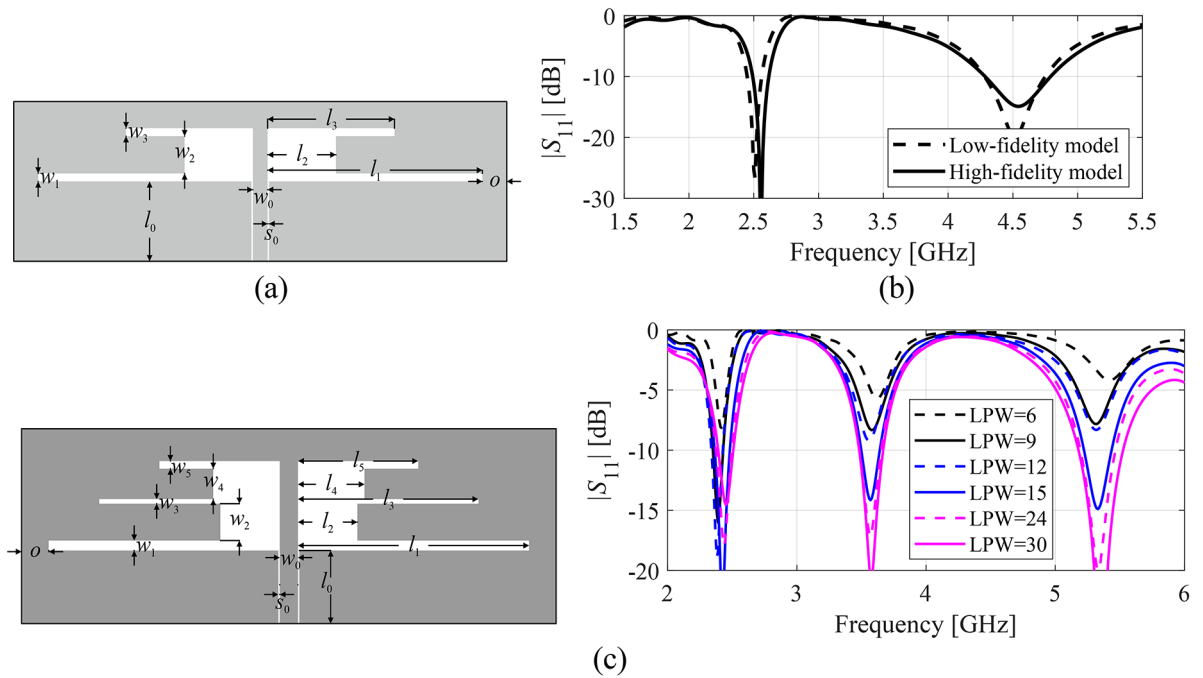 l3
w3
w2
l2
l1
w1
o
w0
l0
s0
(a)
0
-10
-20
-30
|S11| [dB]
Low-fidelity model
High-fidelity model
1.5 2 2.5 3 3.5 4 4.5 5 5.5
Frequency [GHz]
(b)
w5
l5
w4
l4
l3
w3
w2
l2
l1
w1
o
w0
l0
s0
0
-5
-10
-15
-20
|S11| [dB]
LPW=6
LPW=9
LPW=12
LPW=15
LPW=24
LPW=30
2 3 4 5 6
Frequency [GHz]
(c)